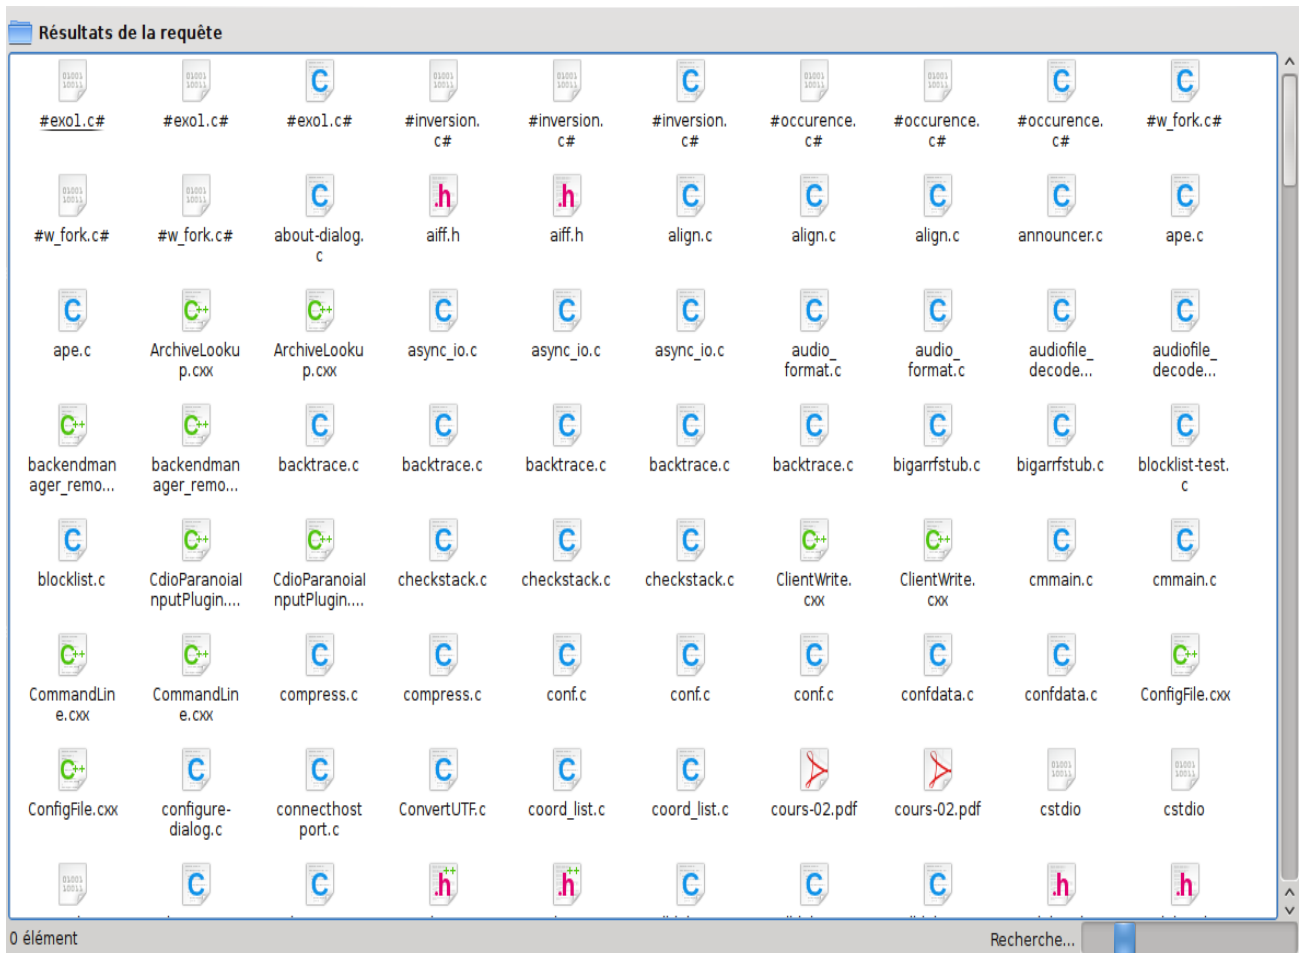 Résultats de la requête
#exo1.c# #exo1.c# #exo1.c# #inversion. #inversion. #inversion. #occurence. #occurence. #occurence. #w_fork.c#
c# c# c# c# c# c#
#w_fork.c# #w_fork.c# about-dialog. aiff.h aiff.h align.c align.c align.c announcer.c ape.c
c
ape.c ArchiveLooku ArchiveLooku async_io.c async_io.c async_io.c audio_ audio_ audiofile_ audiofile_
p.cxx p.cxx format.c format.c decode... decode...
backendman backendman backtrace.c backtrace.c backtrace.c backtrace.c backtrace.c bigarrfstub.c bigarrfstub.c blocklist-test.
ager_remo... ager_remo... c
blocklist.c CdioParanoiaI CdioParanoiaI checkstack.c checkstack.c checkstack.c ClientWrite. ClientWrite. cmmain.c cmmain.c
nputPlugin.... nputPlugin.... cxx cxx
CommandLin CommandLin compress.c compress.c conf.c conf.c conf.c confdata.c confdata.c ConfigFile.cxx
e.cxx e.cxx
ConfigFile.cxx configure- connecthost ConvertUTF.c coord_list.c coord_list.c cours-02.pdf cours-02.pdf cstdio cstdio
dialog.c port.c
0 élément Recherche...